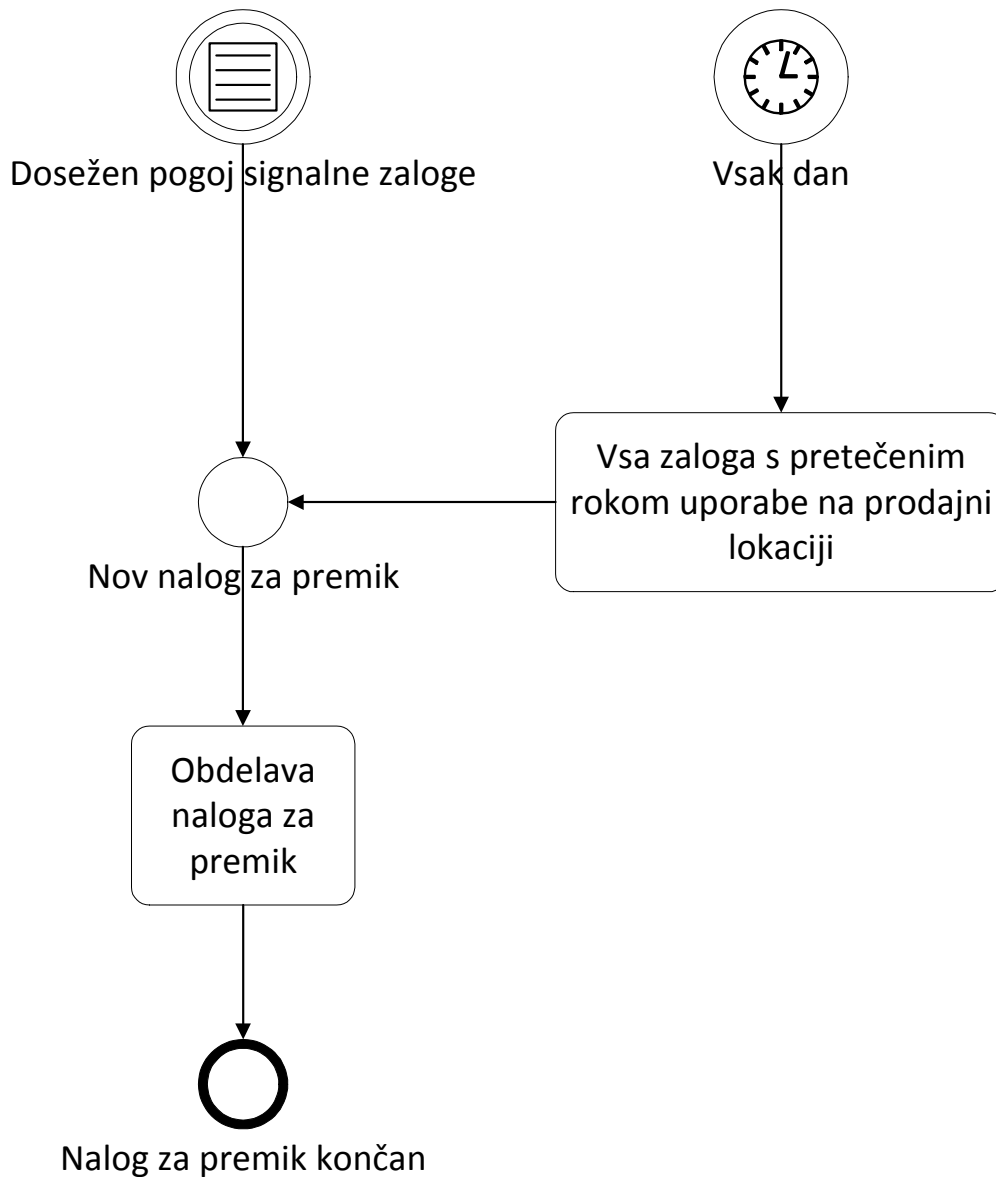 Dosežen pogoj signalne zaloge
Vsak dan
Vsa zaloga s pretečenim
rokom uporabe na prodajni
lokaciji
Nov nalog za premik
Obdelava
naloga za
premik
Nalog za premik končan